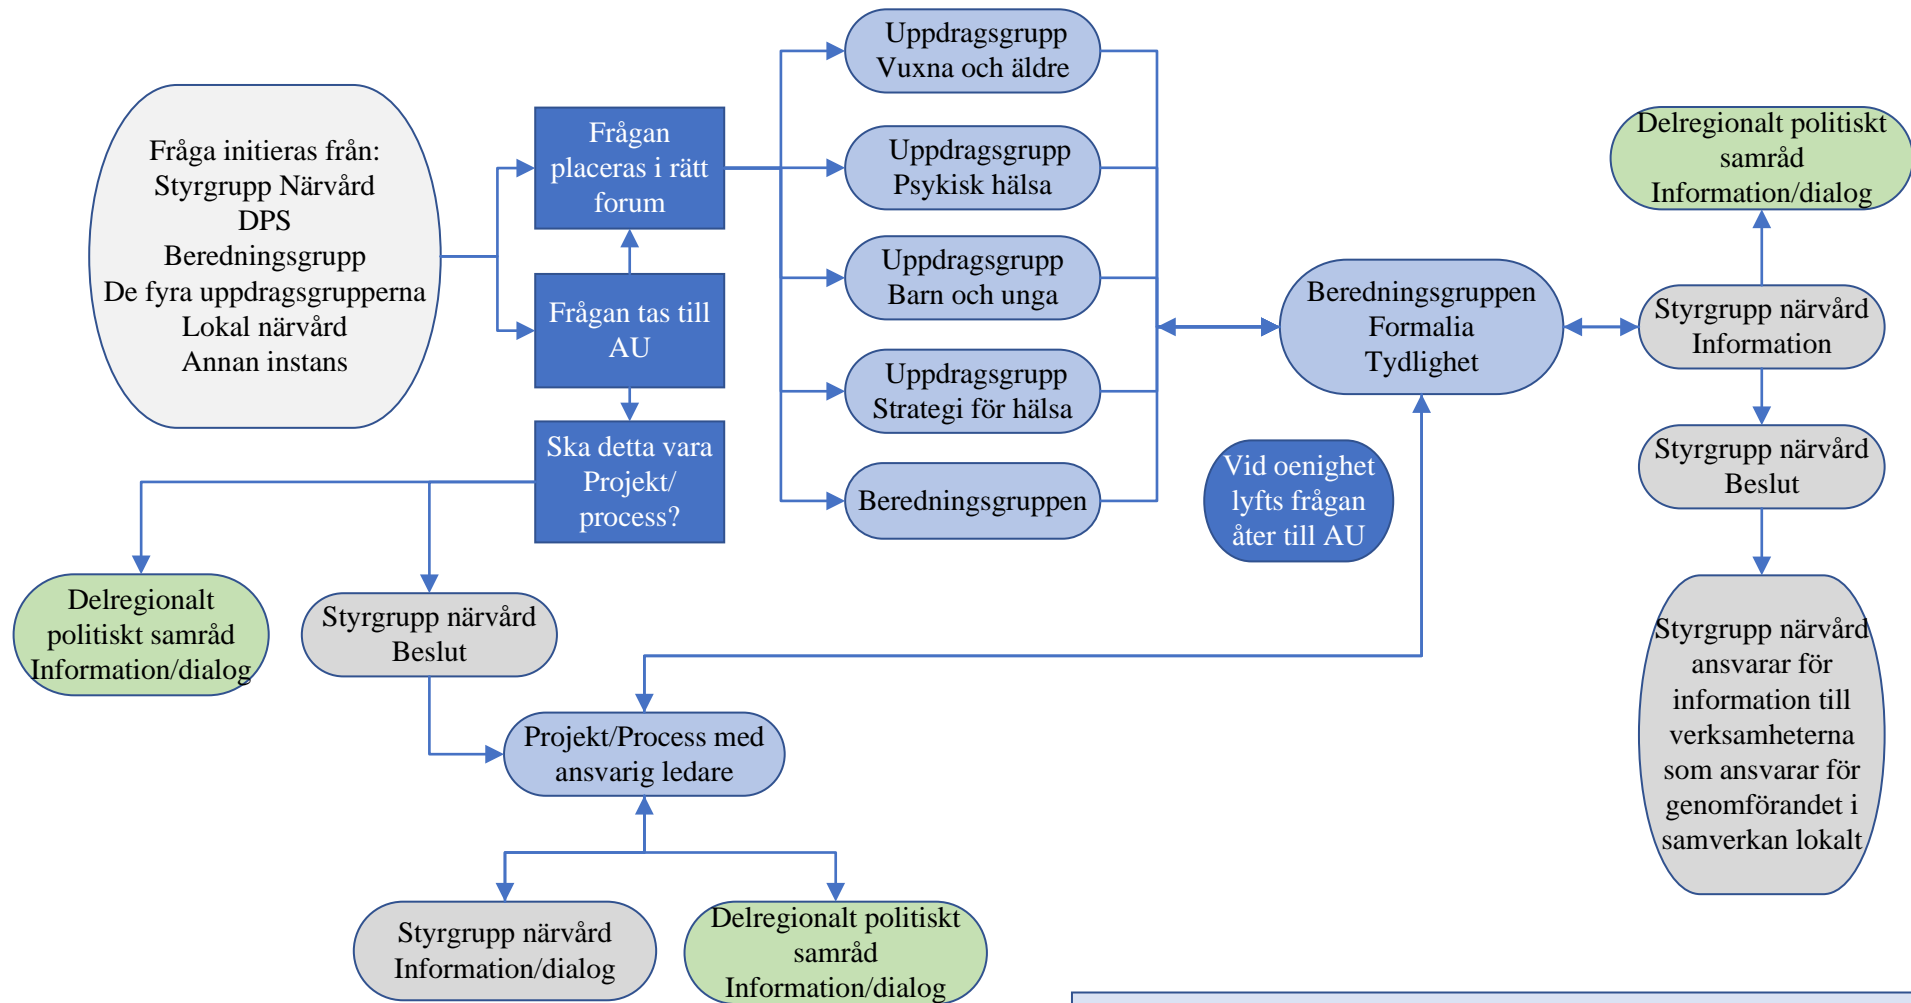 Fråga initieras från:
Styrgrupp Närvård
DPS
Beredningsgrupp
De fyra uppdragsgrupperna
Lokal närvård
Annan instans
Frågan
placeras i rätt
forum
Frågan tas till
AU
Ska detta vara
Projekt/
process?
Uppdragsgrupp
Vuxna och äldre
Uppdragsgrupp
Psykisk hälsa
Uppdragsgrupp
Barn och unga
Uppdragsgrupp
Strategi för hälsa
Beredningsgruppen
Beredningsgruppen
Formalia
Tydlighet
Vid oenighet
lyfts frågan
åter till AU
Delregionalt politiskt
samråd
Information/dialog
Styrgrupp närvård
Information
Styrgrupp närvård
Beslut
Styrgrupp närvård
ansvarar för
information till
verksamheterna
som ansvarar för
genomförandet i
samverkan lokalt
Delregionalt
politiskt samråd
Information/dialog
Styrgrupp närvård
Beslut
Projekt/Process med
ansvarig ledare
Styrgrupp närvård
Information/dialog
Delregionalt politiskt
samråd
Information/dialog